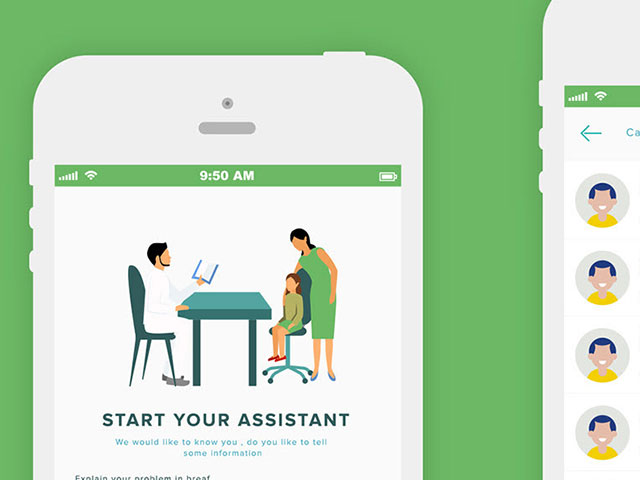 9:50 AM
START YOUR ASSISTANT
We would like to know you , do you like to tell
some information
Explain your problem in breaf
Ca